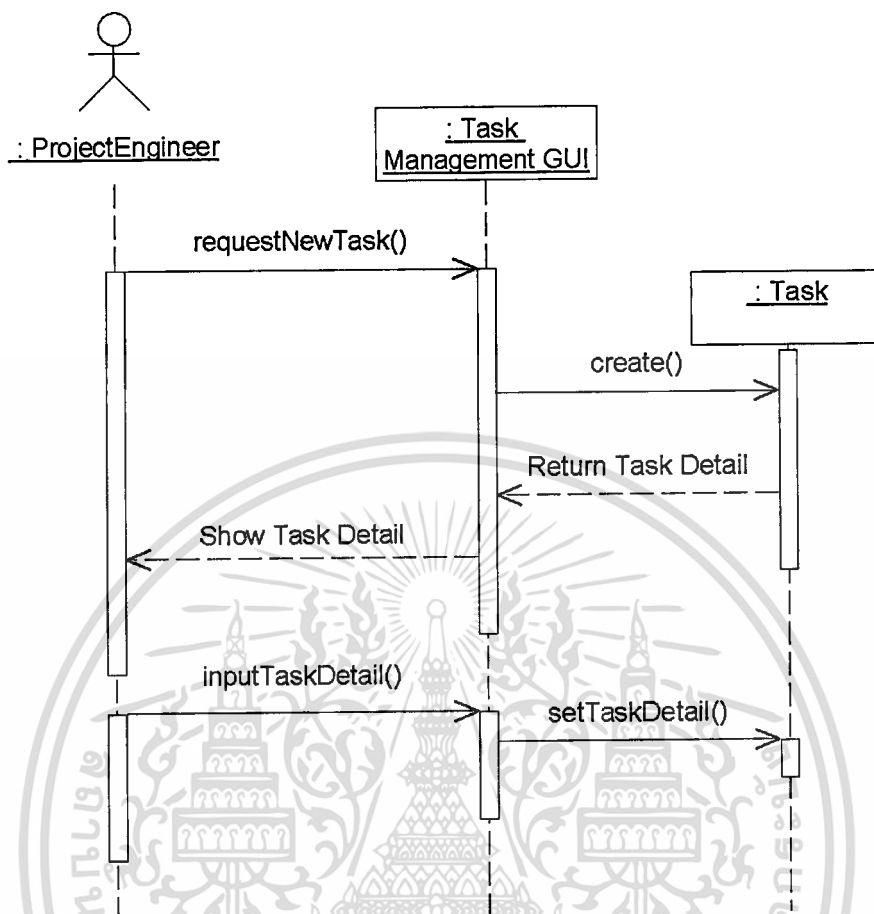 : ProjectEngineer
: Task
Management GUI
requestNewTask()
: Task
create()
Return Task Detail
Show Task Detail
inputTaskDetail()
setTaskDetail()